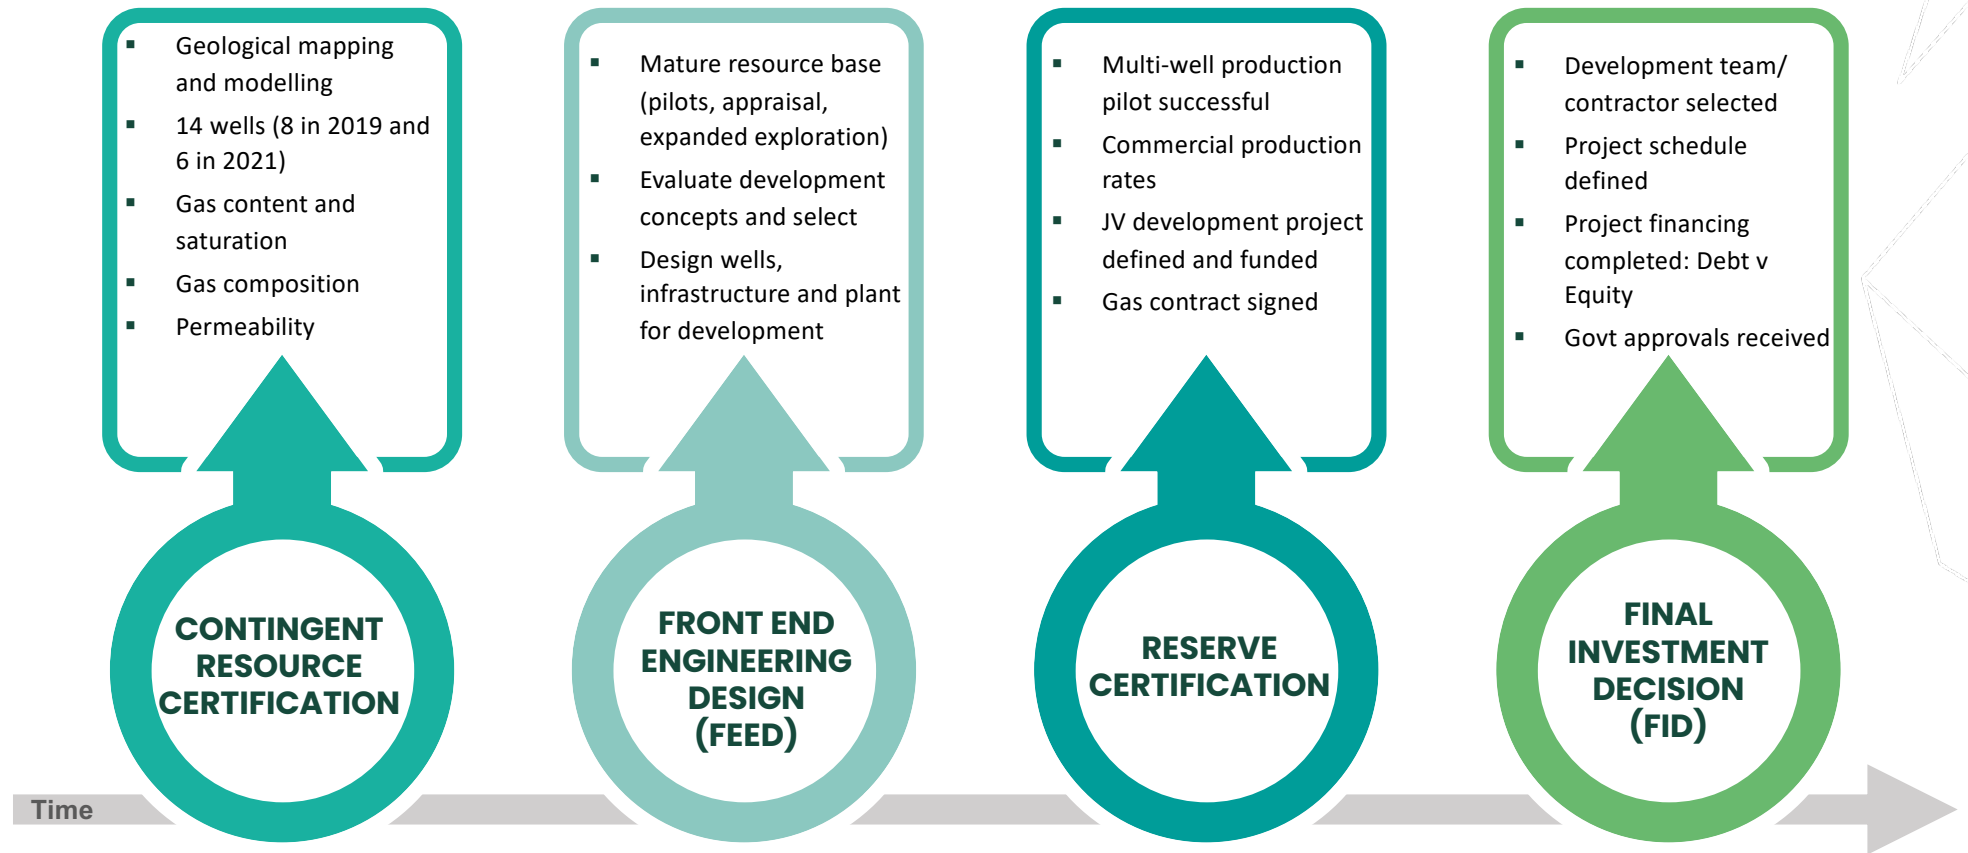 ▪ Geological mapping
and modelling
▪ 14 wells (8 in 2019 and
6 in 2021)
▪ Gas content and
saturation
▪ Gas composition
▪ Permeability
CONTINGENT
RESOURCE
CERTIFICATION
▪ Mature resource base
(pilots, appraisal,
expanded exploration)
▪ Evaluate development
concepts and select
▪ Design wells,
infrastructure and plant
for development
FRONT END
ENGINEERING
DESIGN
(FEED)
▪ Multi-well production
pilot successful
▪ Commercial production
rates
▪ JV development project
defined and funded
▪ Gas contract signed
RESERVE
CERTIFICATION
▪ Development team/
contractor selected
▪ Project schedule
defined
▪ Project financing
completed: Debt v
Equity
▪ Govt approvals received
FINAL
INVESTMENT
DECISION
(FID)
Time